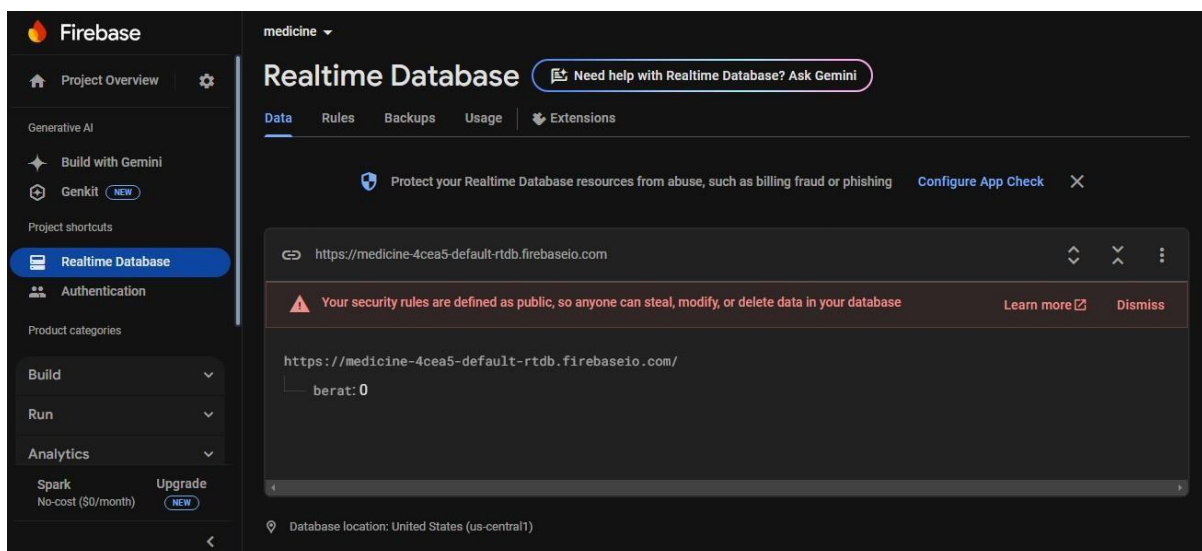 Firebase
Project Overview
Generative AI
Build with Gemini
Genkit NEW
Project shortcuts
Realtime Database
Authentication
Product categories
Build
Run
Analytics
Spark
No-cost ($0/month)
Upgrade
NEW
medicine
Realtime Database
Need help with Realtime Database? Ask Gemini
Data Rules Backups Usage Extensions
Protect your Realtime Database resources from abuse, such as billing fraud or phishing Configure App Check
https://medicine-4cea5-default-rtdb.firebaseio.com
Your security rules are defined as public, so anyone can steal, modify, or delete data in your database Learn more Dismiss
https://medicine-4cea5-default-rtdb.firebaseio.com/
berat: 0
Database location: United States (us-central1)